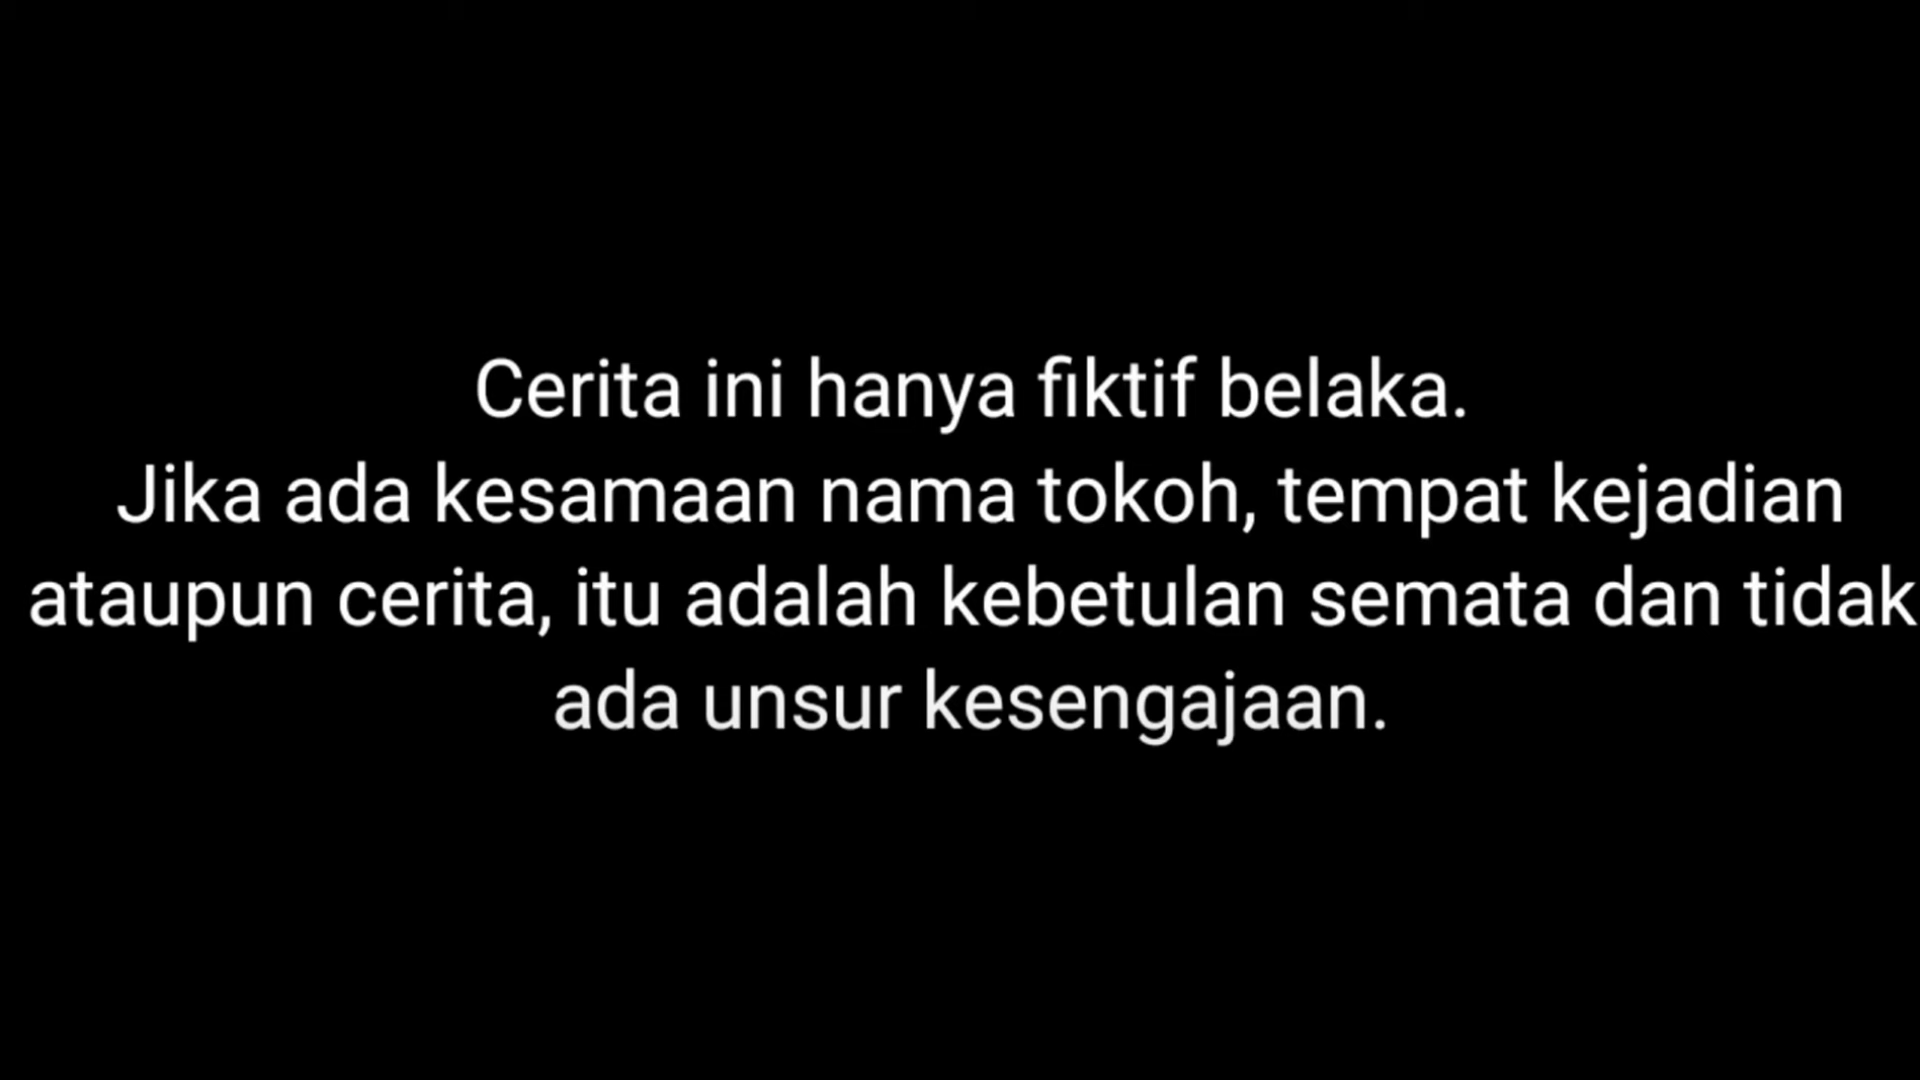 Cerita ini hanya fiktif belaka.
Jika ada kesamaan nama tokoh, tempat kejadian
ataupun cerita, itu adalah kebetulan semata dan tidak
ada unsur kesengajaan.